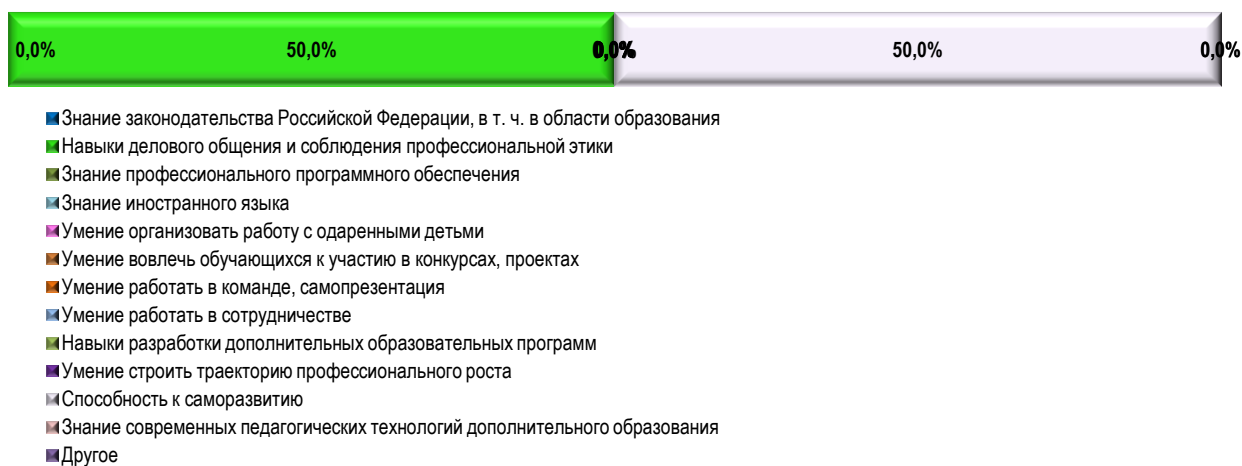 0,0% 50,0% 0,0% 50,0% 0,0%
Знание законодательства Российской Федерации, в т. ч. в области образования
Навыки делового общения и соблюдения профессиональной этики
Знание профессионального программного обеспечения
Знание иностранного языка
Умение организовать работу с одаренными детьми
Умение вовлечь обучающихся к участию в конкурсах, проектах
Умение работать в команде, самопрезентация
Умение работать в сотрудничестве
Навыки разработки дополнительных образовательных программ
Умение строить траекторию профессионального роста
Способность к саморазвитию
Знание современных педагогических технологий дополнительного образования
Другое